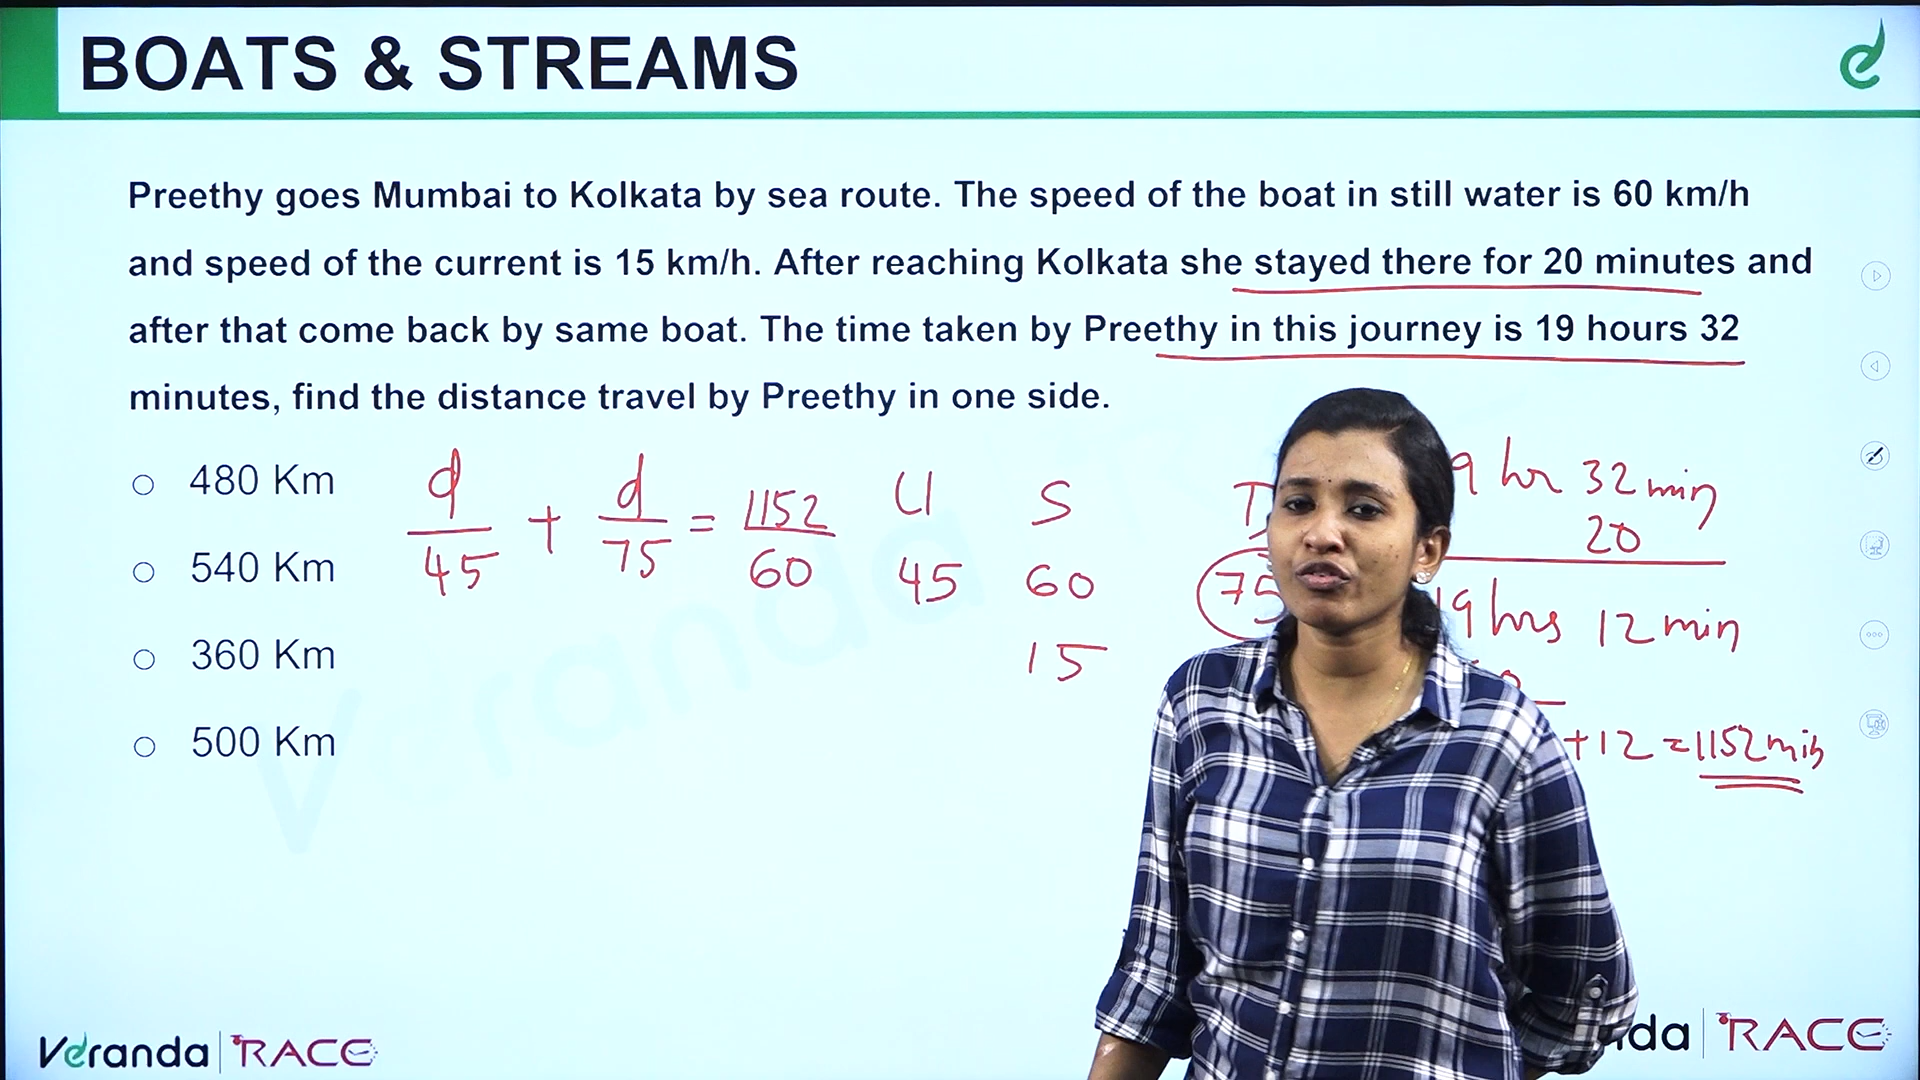 BOATS & STREAMS
Preethy goes Mumbai to Kolkata by sea route. The speed of the boat in still water is 60 km/h
and speed of the current is 15 km/h. After reaching Kolkata she stayed there for 20 minutes and
after that come back by same boat. The time taken by Preethy in this journey is 19 hours 32
minutes, find the distance travel by Preethy in one side.
480 Km
540 Km
360 Km
500 Km
d/45 + d/75 = 1152/60
U S
45 60 75
15
9 hr 32 min
20
19 hrs 12 min
+12 = 1152 min
Veranda
Veranda | RACE
nda | RACE